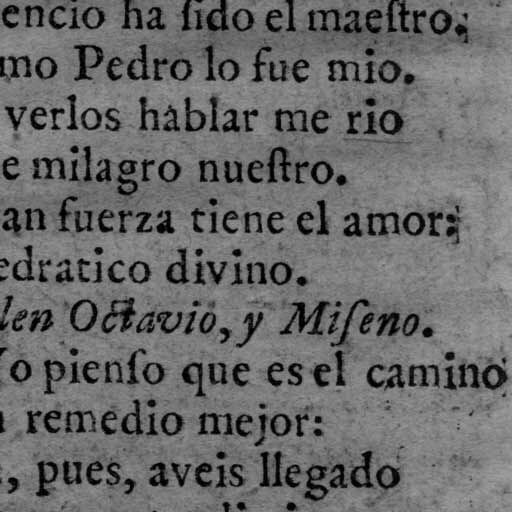 encio ha ſido el maeſtro.
mo Pedro lo fue mio.
verlos hablar me rio
e milagro nueſtro.
an fuerza tiene el amor:
edratico divino.
len Octavio, y Miſeno.
Yo pienſo que es el camino
remedio mejor:
, pues, aveis llegado